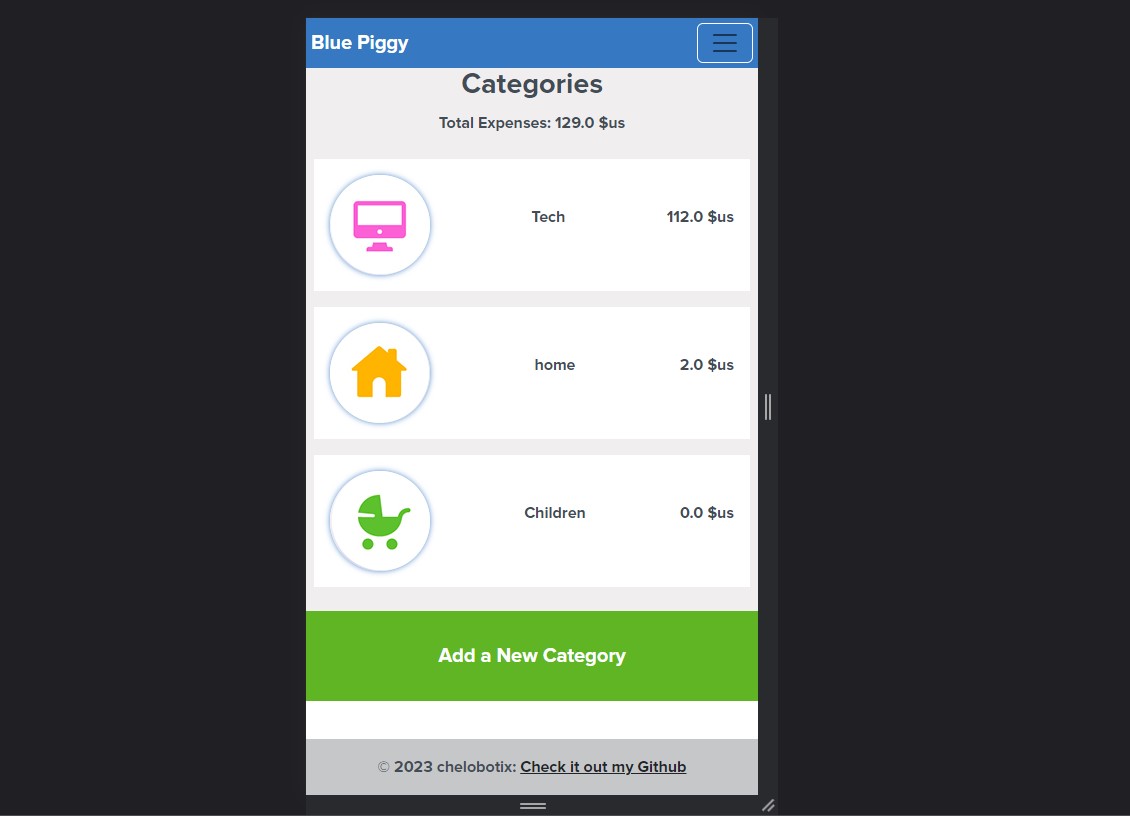 Blue Piggy
Categories
Total Expenses: 129.0 $us
Tech 112.0 $us
home 2.0 $us
Children 0.0 $us
Add a New Category
© 2023 chelobotix: Check it out my Github